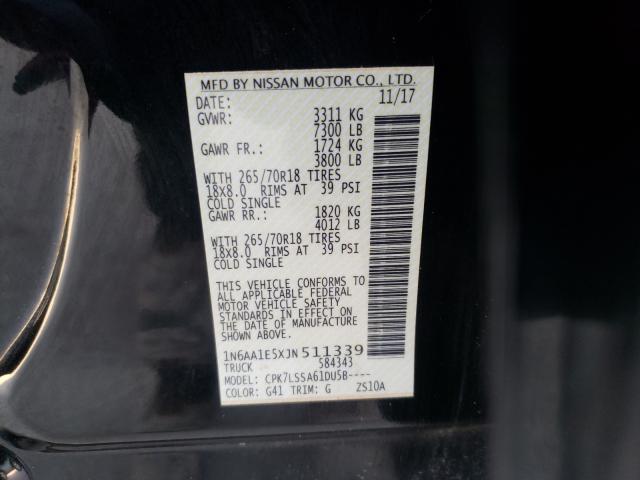 MFD BY NISSAN MOTOR CO., LTD.
DATE: 11/17
GVWR: 3311 KG
7300 LB
GAWR FR.: 1724 KG
3800 LB
WITH 265/70R18 TIRES
18X8.0 RIMS AT 39 PSI
COLD SINGLE
GAWR RR.: 1820 KG
4012 LB
WITH 265/70R18 TIRES
18X8.0 RIMS AT 39 PSI
COLD SINGLE
THIS VEHICLE CONFORMS TO
ALL APPLICABLE FEDERAL
MOTOR VEHICLE SAFETY
STANDARDS IN EFFECT ON
THE DATE OF MANUFACTURE
SHOWN ABOVE.
1N6AA1E5XJN511339
TRUCK 584343
MODEL: CPK7LSSA61DU5B----
COLOR: G41 TRIM: G ZS10A